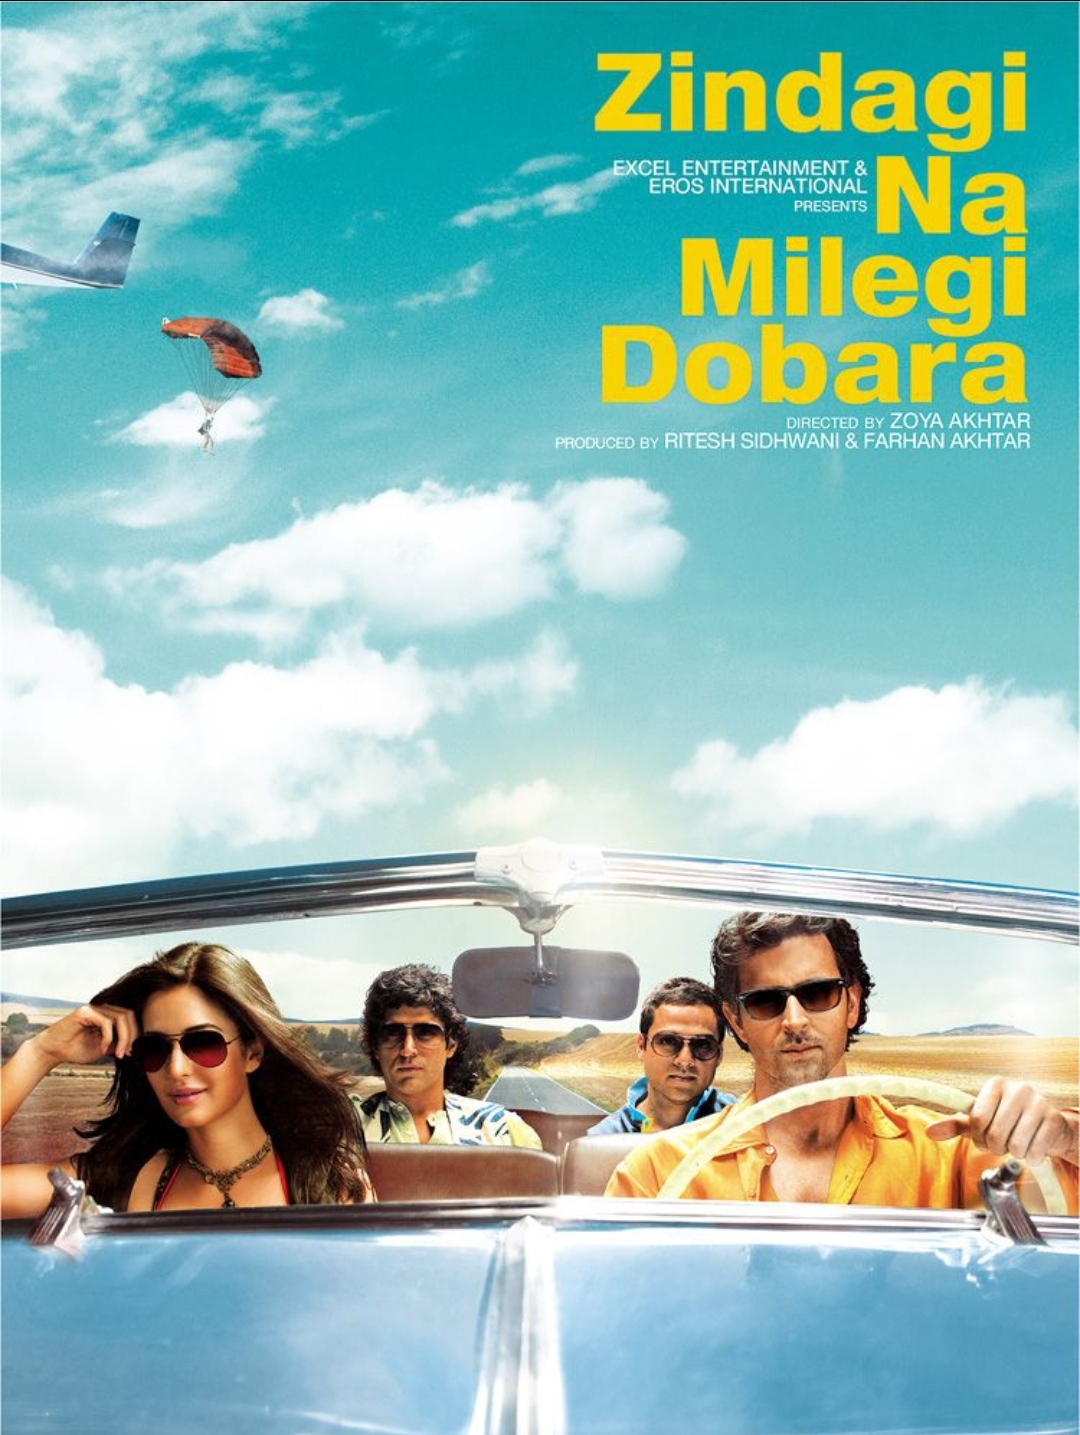 Zindagi
EXCEL ENTERTAINMENT &
EROS INTERNATIONAL
PRESENTS
Na
Milegi
Dobara
DIRECTED BY ZOYA AKHTAR
PRODUCED BY RITESH SIDHWANI & FARHAN AKHTAR